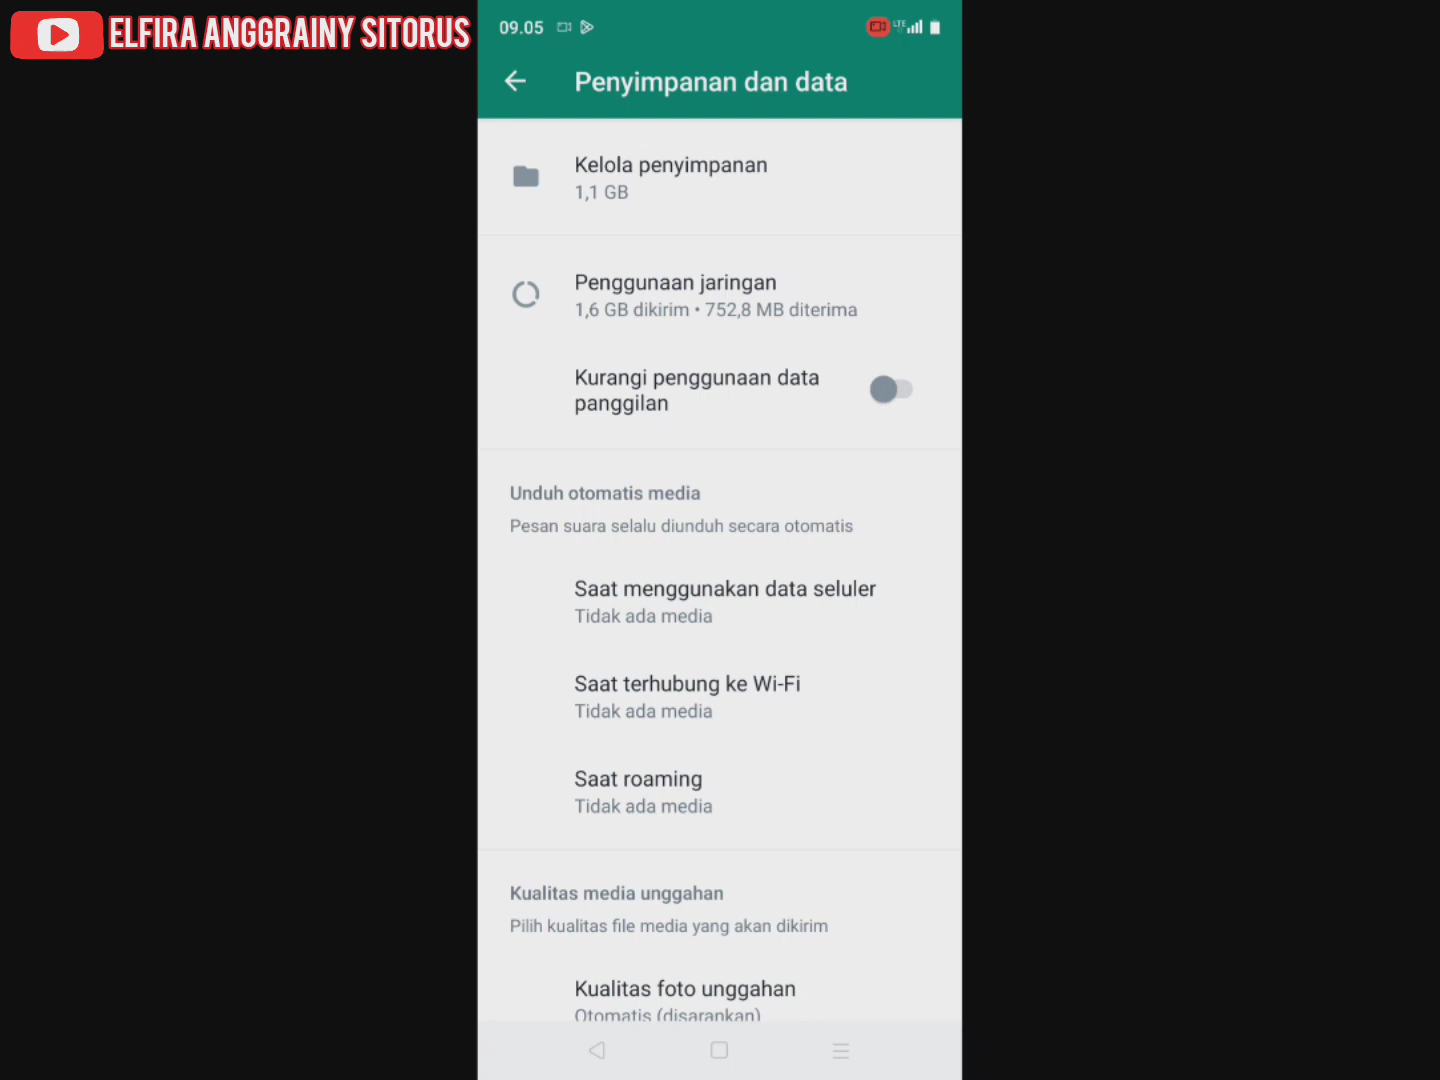 ELFIRA ANGGRAINY SITORUS
09.05
LTE
Penyimpanan dan data
Kelola penyimpanan
1,1 GB
Penggunaan jaringan
1,6 GB dikirim • 752,8 MB diterima
Kurangi penggunaan data
panggilan
Unduh otomatis media
Pesan suara selalu diunduh secara otomatis
Saat menggunakan data seluler
Tidak ada media
Saat terhubung ke Wi-Fi
Tidak ada media
Saat roaming
Tidak ada media
Kualitas media unggahan
Pilih kualitas file media yang akan dikirim
Kualitas foto unggahan
Otomatis (disarankan)